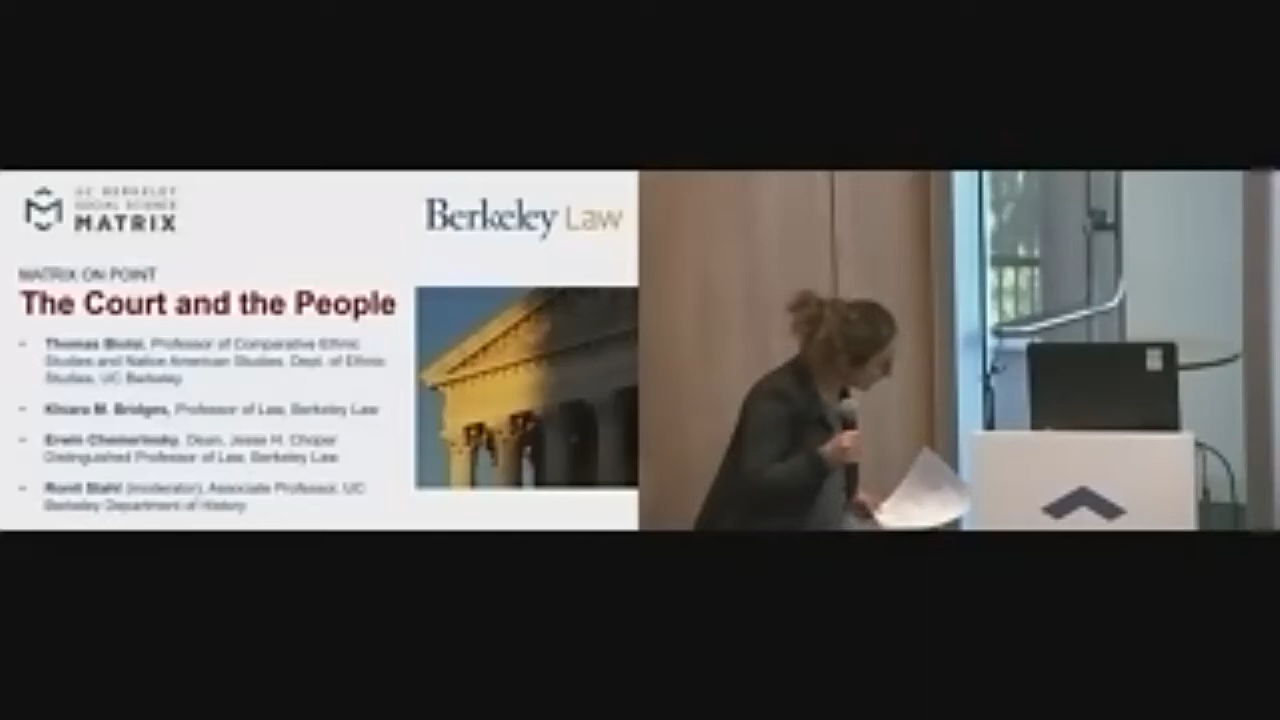 UC BERKELEY
SOCIAL SCIENCE
MATRIX
Berkeley Law
MATRIX ON POINT
The Court and the People
Thomas Biolsi, Professor of Comparative Ethnic
Studies and Native American Studies, Dept. of Ethnic
Studies, UC Berkeley
Khiara M. Bridges, Professor of Law, Berkeley Law
Erwin Chemerinsky, Dean, Jesse H. Choper
Distinguished Professor of Law, Berkeley Law
Ronit Stahl (moderator), Associate Professor, UC
Berkeley Department of History